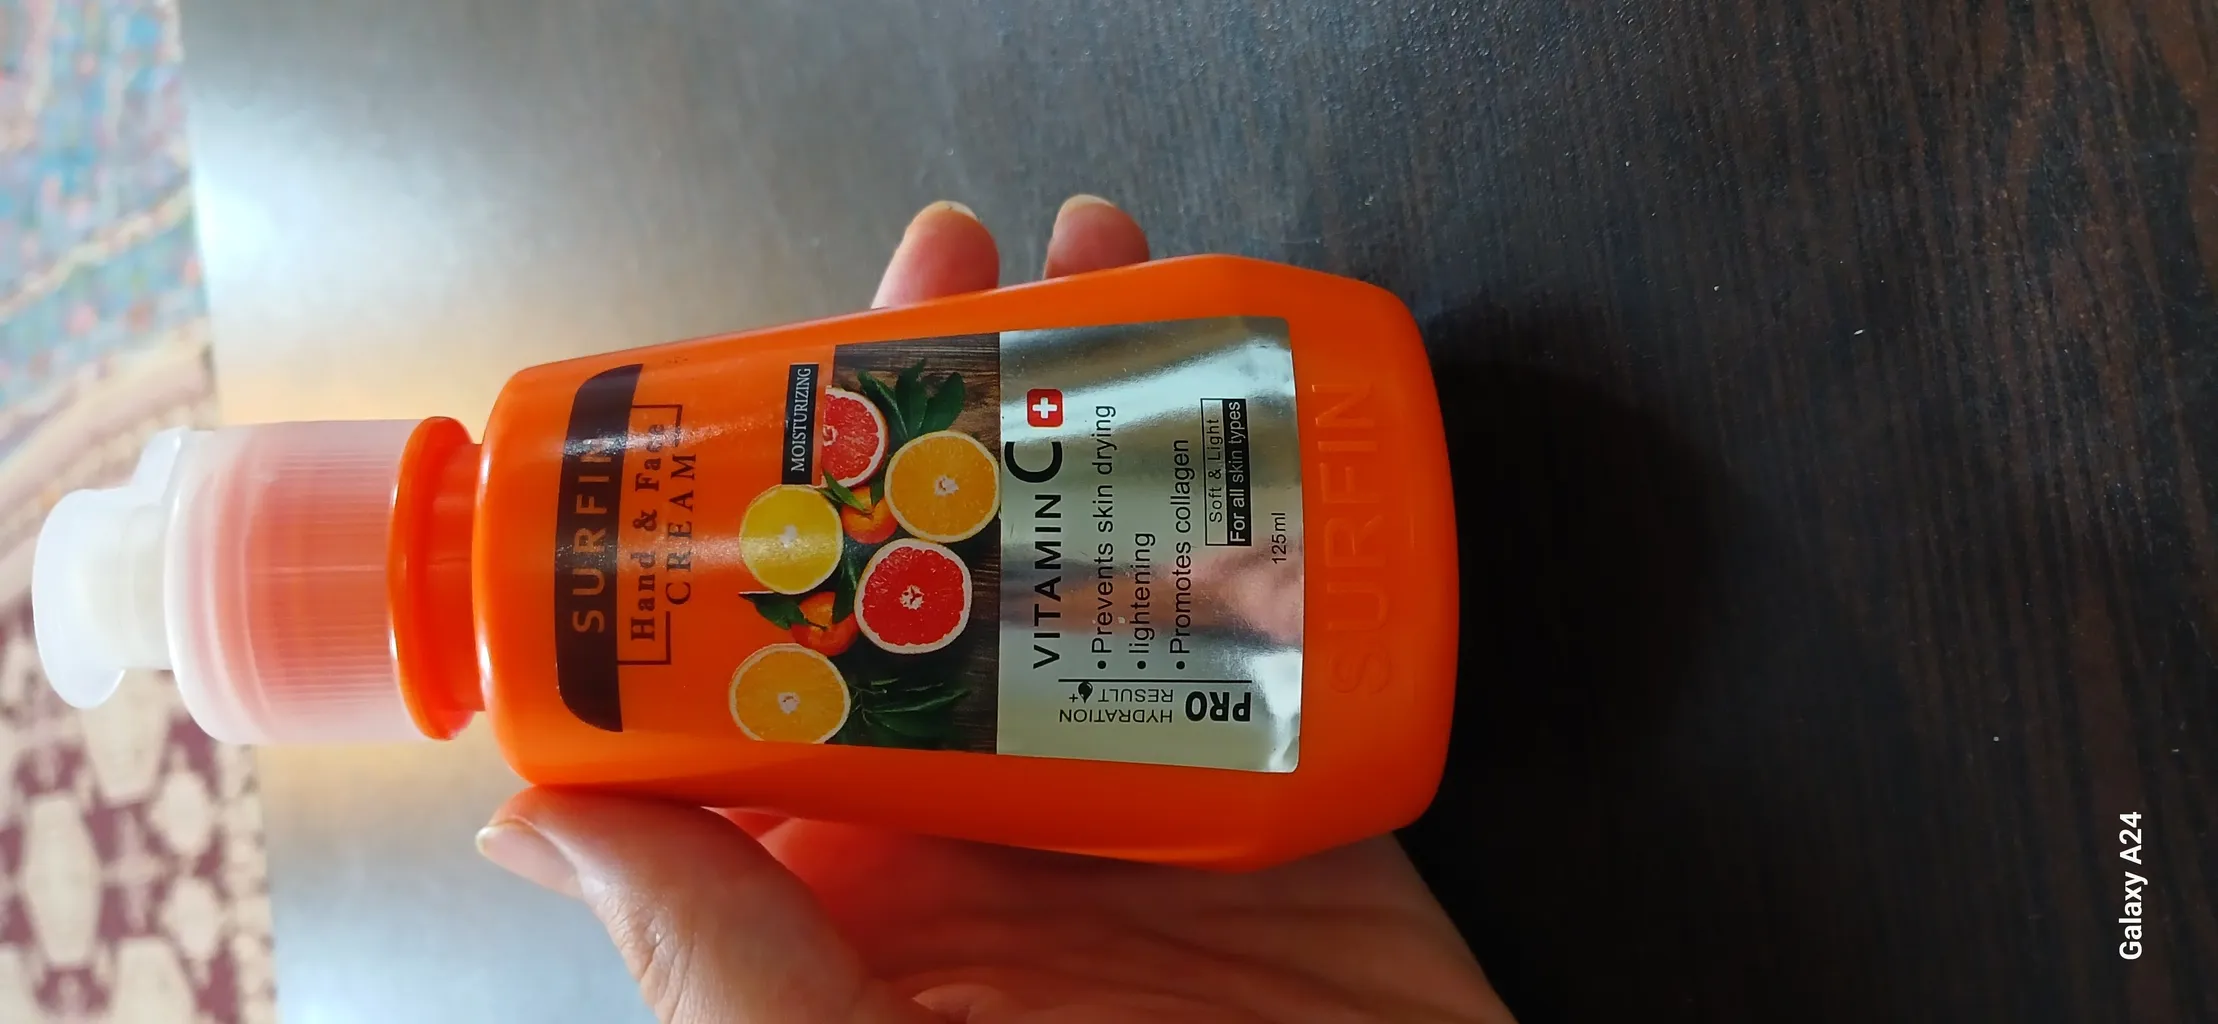 SURFIN
Hand & Face
CREAM
MOISTURIZING
VITAMIN C
• Prevents skin drying
• lightening
• Promotes collagen
Soft & Light
For all skin types
125ml
PRO
HYDRATION
RESULT
SURFIN
Galaxy A24